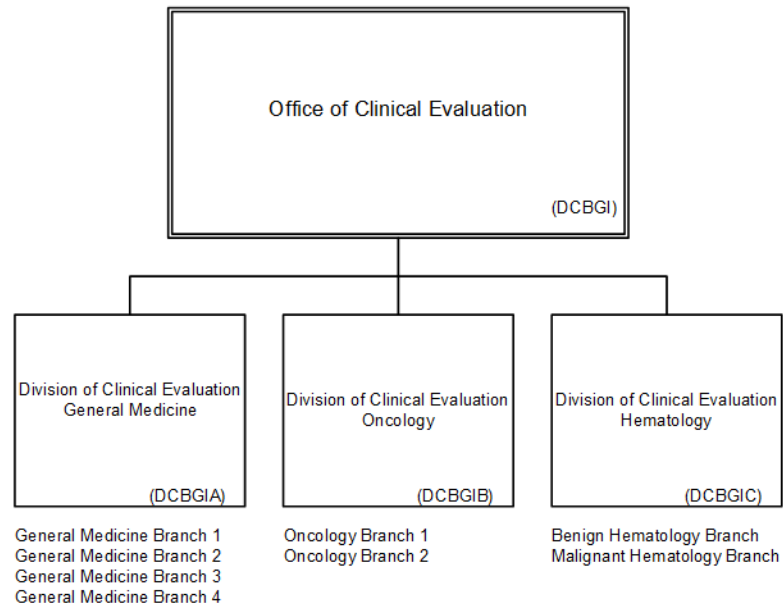 Office of Clinical Evaluation
(DCBGI)
Division of Clinical Evaluation
General Medicine
(DCBGIA)
General Medicine Branch 1
General Medicine Branch 2
General Medicine Branch 3
General Medicine Branch 4
Division of Clinical Evaluation
Oncology
(DCBGIB)
Oncology Branch 1
Oncology Branch 2
Division of Clinical Evaluation
Hematology
(DCBGIC)
Benign Hematology Branch
Malignant Hematology Branch